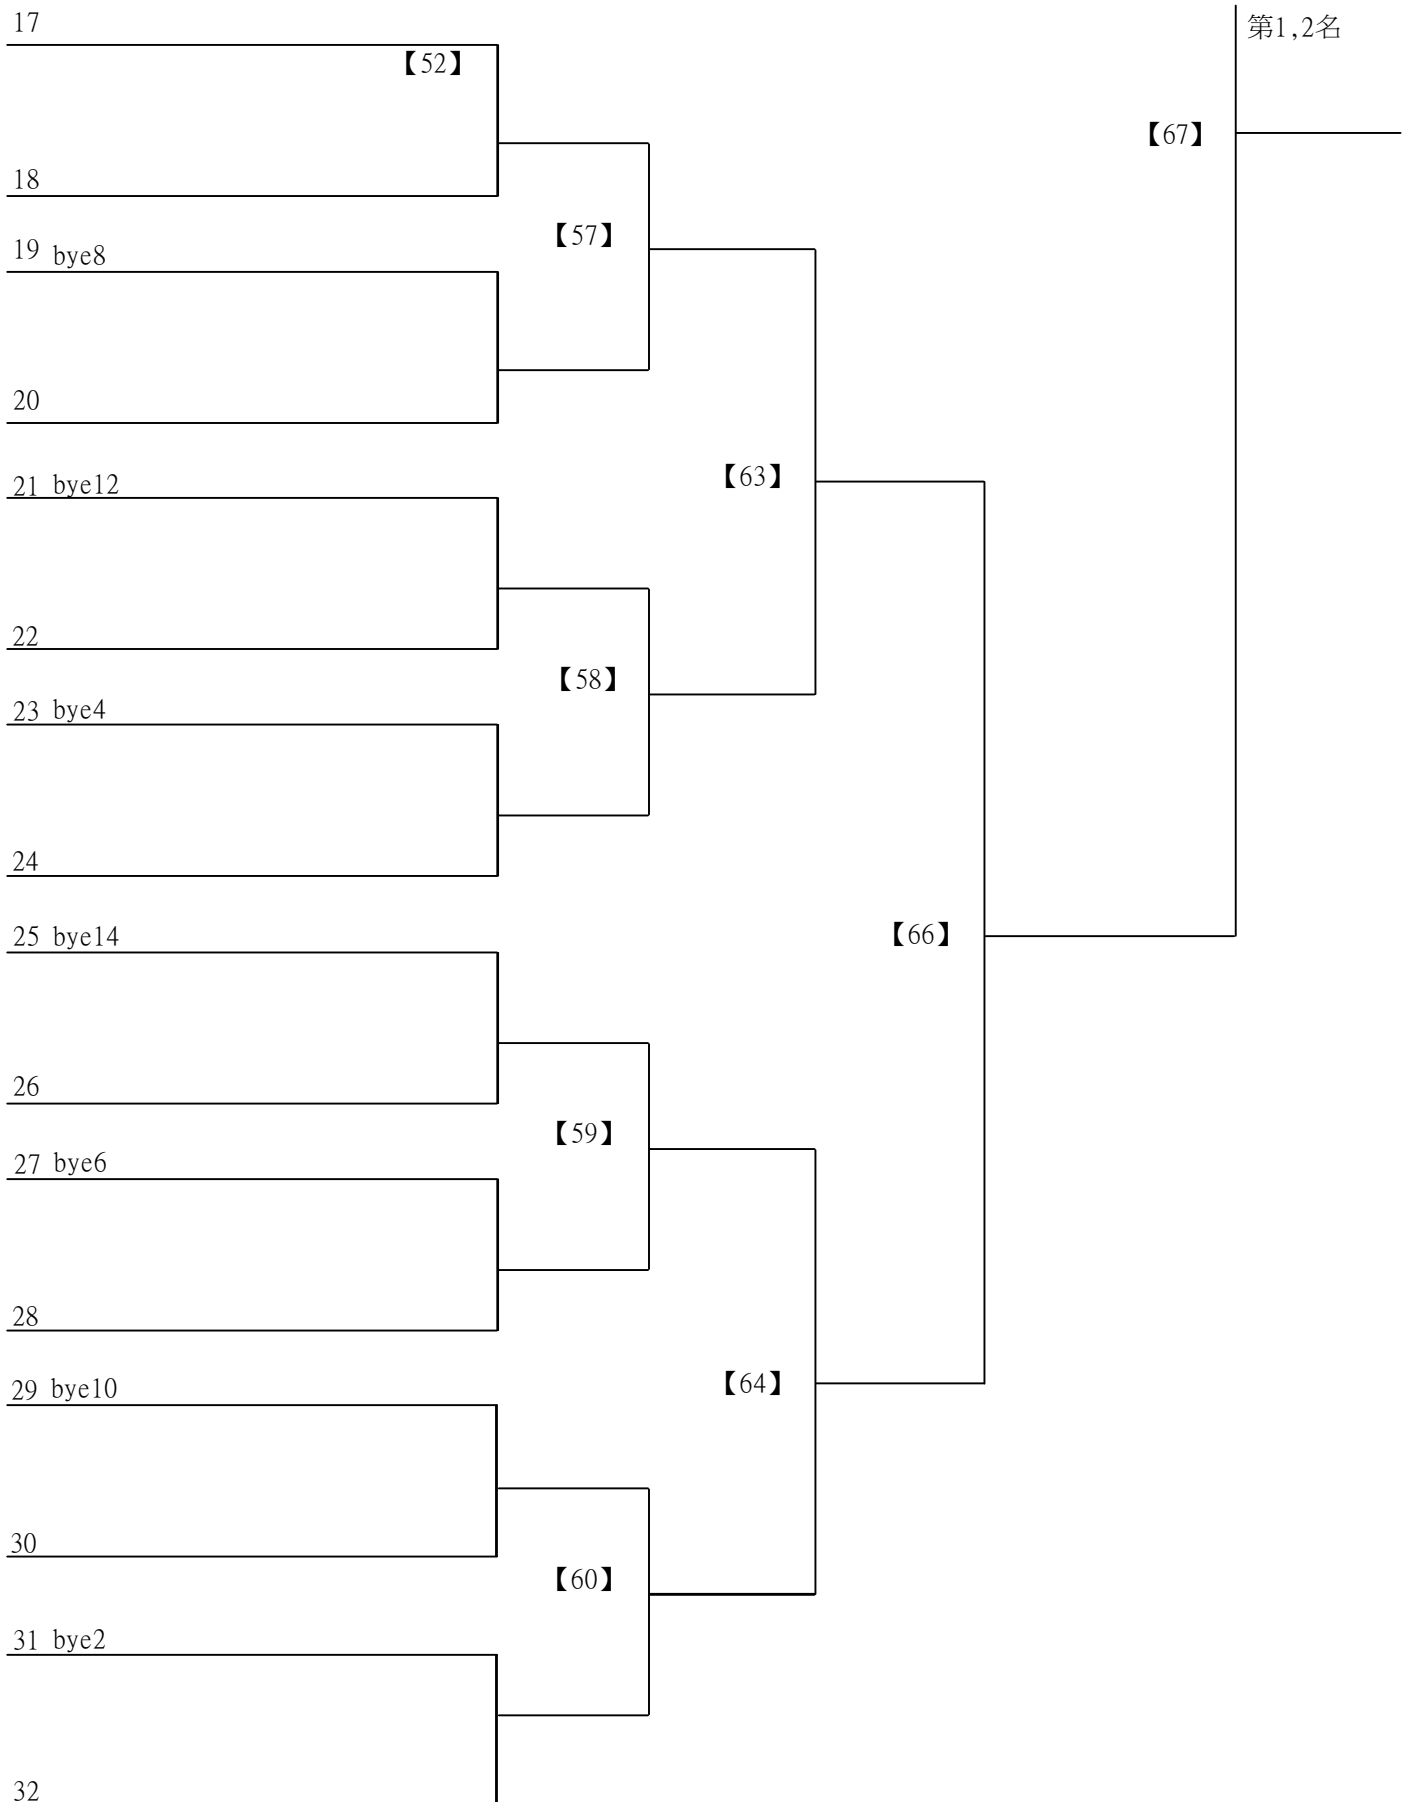 17
第1,2名
【52】
【67】
18
【57】
19 bye8
20
【63】
21 bye12
22
【58】
23 bye4
24
【66】
25 bye14
26
【59】
27 bye6
28
【64】
29 bye10
30
【60】
31 bye2
32